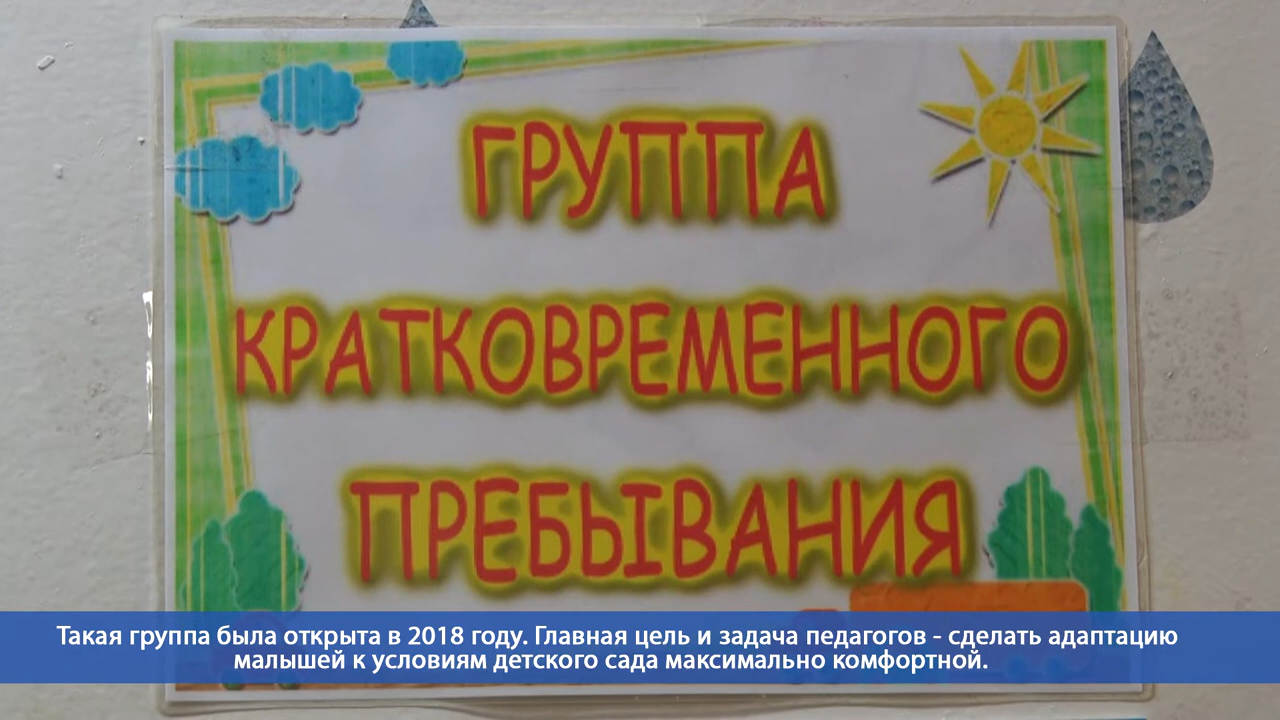 ГРУППА
КРАТКОВРЕМЕННОГО
ПРЕБЫВАНИЯ
Такая группа была открыта в 2018 году. Главная цель и задача педагогов - сделать адаптацию
малышей к условиям детского сада максимально комфортной.